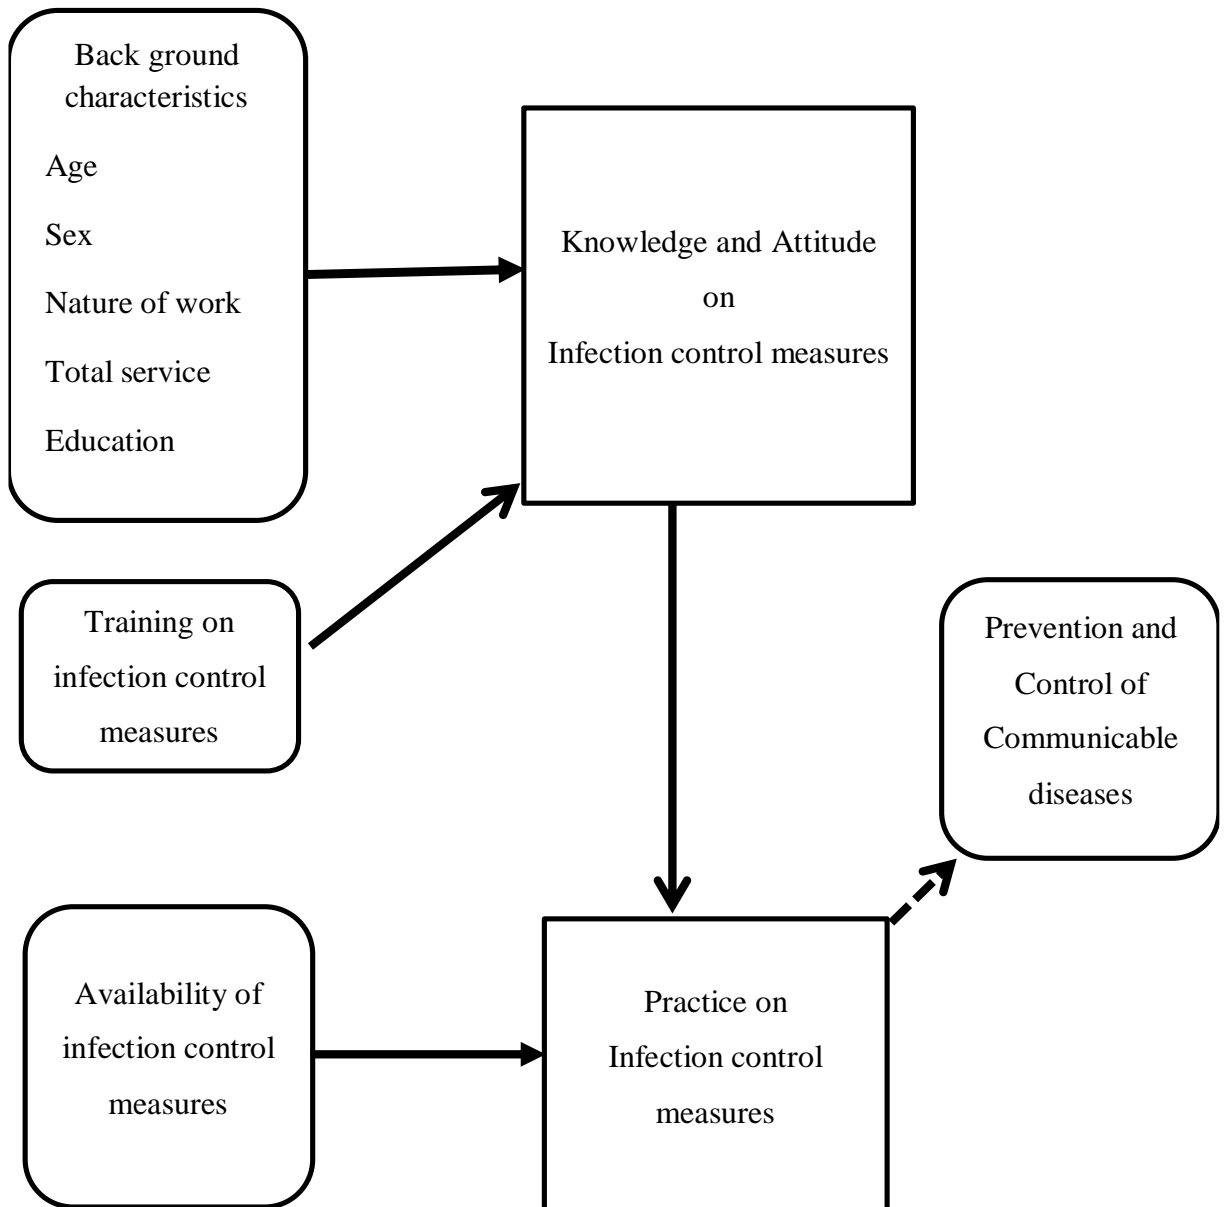 Back ground
characteristics
Age
Sex
Nature of work
Total service
Education
Knowledge and Attitude
on
Infection control measures
Training on
infection control
measures
Prevention and
Control of
Communicable
diseases
Availability of
infection control
measures
Practice on
Infection control
measures